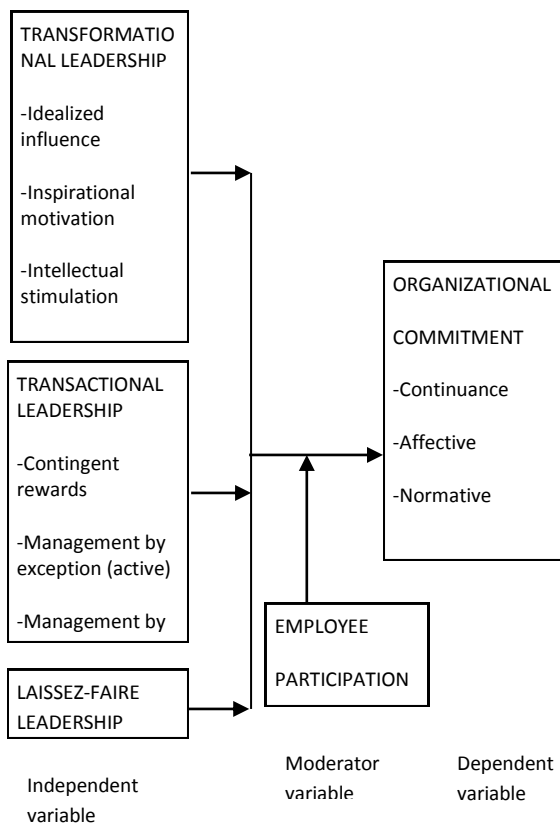 TRANSFORMATIO
NAL LEADERSHIP
-Idealized
influence
-Inspirational
motivation
-Intellectual
stimulation
TRANSACTIONAL
LEADERSHIP
-Contingent
rewards
-Management by
exception (active)
-Management by
LAISSEZ-FAIRE
LEADERSHIP
EMPLOYEE
PARTICIPATION
ORGANIZATIONAL
COMMITMENT
-Continuance
-Affective
-Normative
Independent
variable
Moderator
variable
Dependent
variable